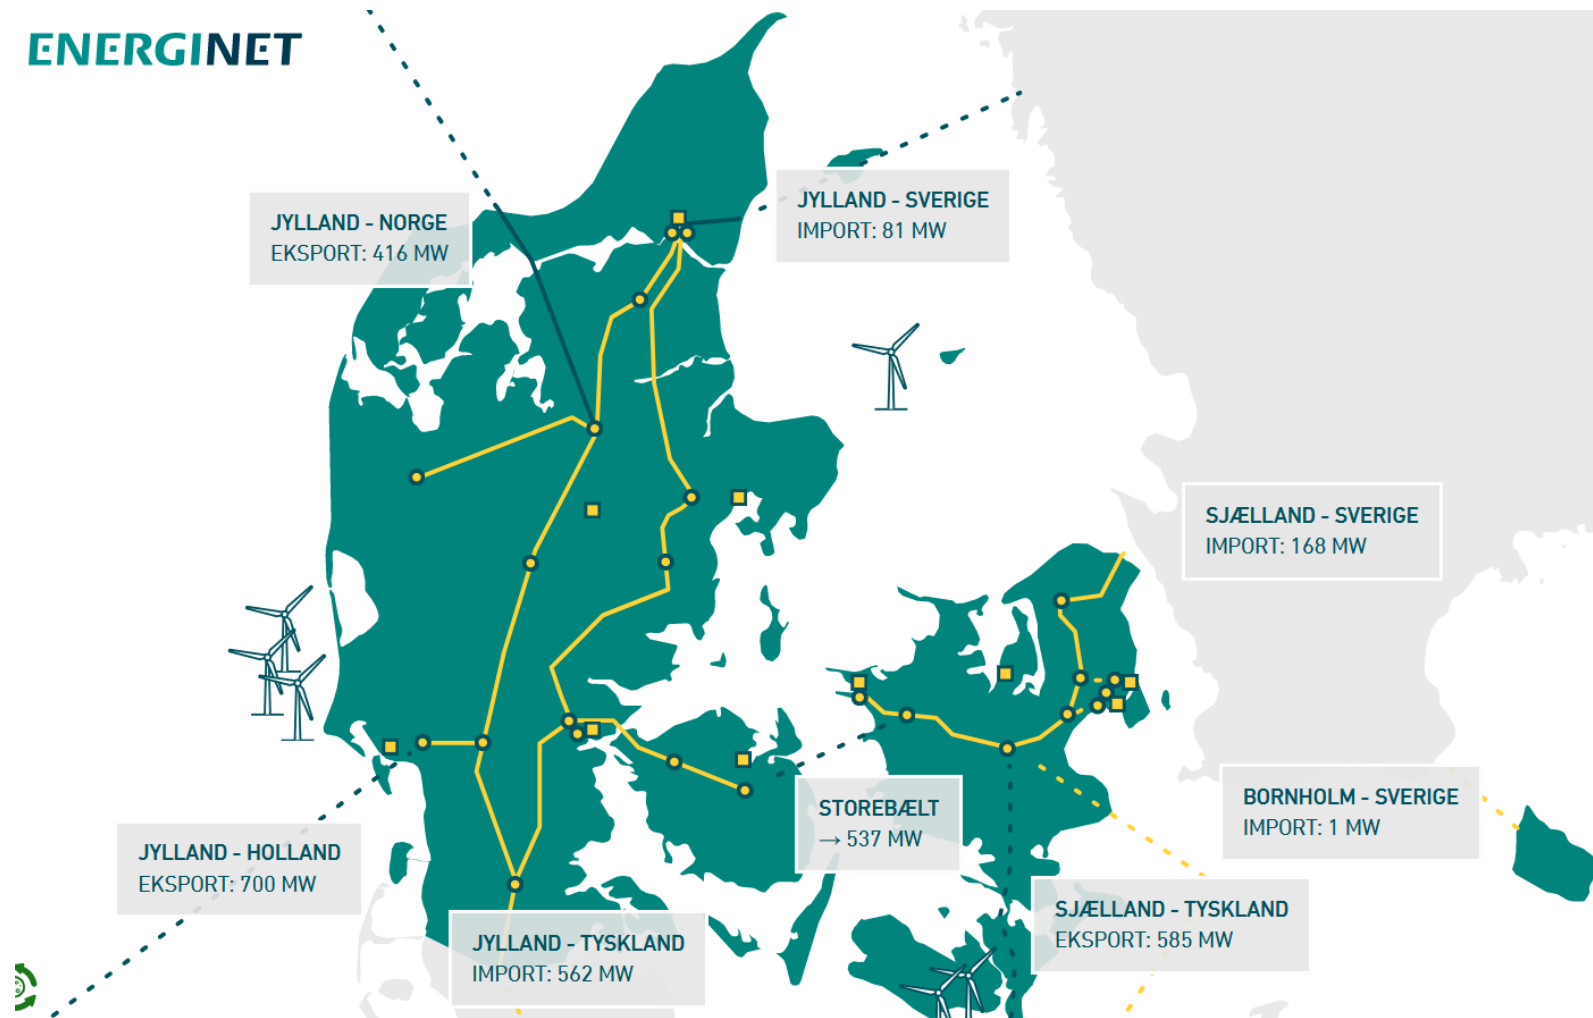 ENERGINET
JYLLAND - NORGE
EKSPORT: 416 MW
JYLLAND - SVERIGE
IMPORT: 81 MW
SJÆLLAND - SVERIGE
IMPORT: 168 MW
STOREBÆLT
→ 537 MW
BORNHOLM - SVERIGE
IMPORT: 1 MW
JYLLAND - HOLLAND
EKSPORT: 700 MW
JYLLAND - TYSKLAND
IMPORT: 562 MW
SJÆLLAND - TYSKLAND
EKSPORT: 585 MW